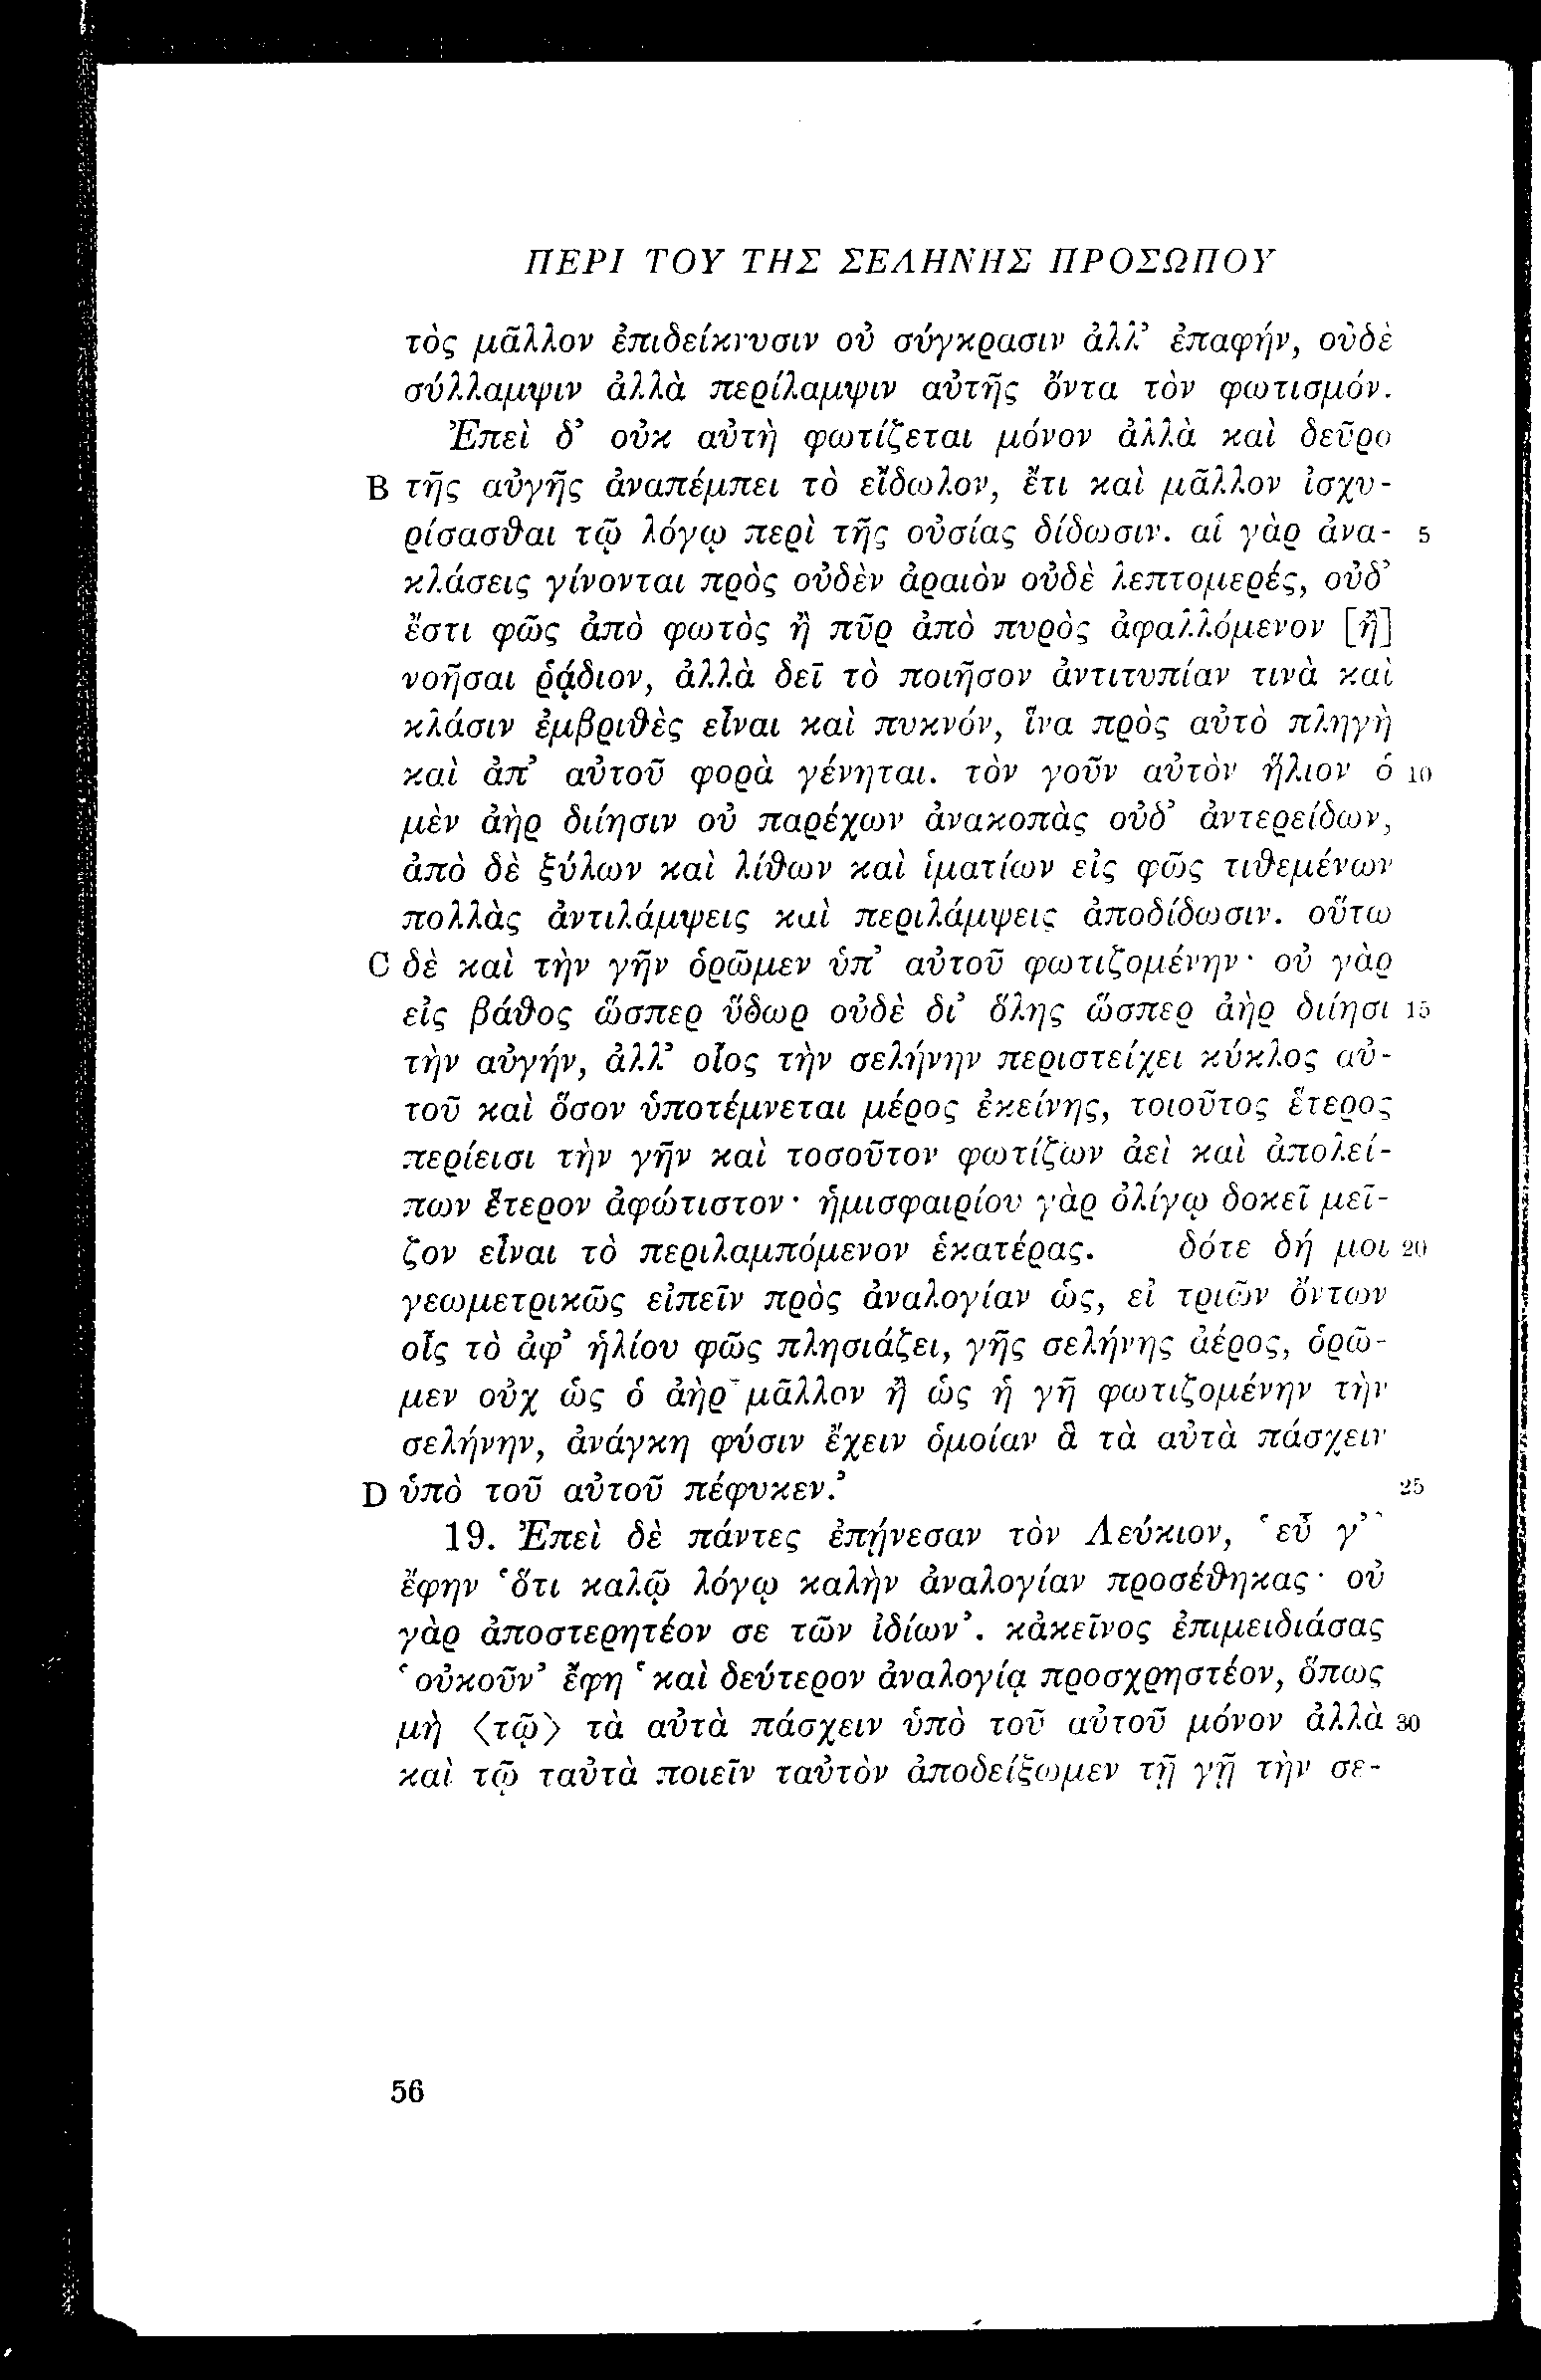 ΠΕΡΙ ΤΟΥ ΤΗΣ ΣΕΛΗΝΗΣ ΠΡΟΣΩΠΟΥ
τὸς μᾶλλον ἐπιδείκνυσιν οὐ σύγκρασιν ἀλλ’ ἐπαφήν, οὐδὲ
σύλλαμψιν ἀλλὰ περίλαμψιν αὐτῆς ὄντα τὸν φωτισμόν.
Ἐπεὶ δ’ οὐκ αὐτὴ φωτίζεται μόνον ἀλλὰ καὶ δεῦρο
B τῆς αὐγῆς ἀναπέμπει τὸ εἴδωλον, ἔτι καὶ μᾶλλον ἰσχυ-
ρίσασθαι τῷ λόγῳ περὶ τῆς οὐσίας δίδωσιν. αἱ γὰρ ἀνα- 5
κλάσεις γίνονται πρὸς οὐδὲν ἀραιὸν οὐδὲ λεπτομερές, οὐδ’
ἔστι φῶς ἀπὸ φωτὸς ἢ πῦρ ἀπὸ πυρὸς ἀφαλλόμενον [ἢ]
νοῆσαι ῥᾴδιον, ἀλλὰ δεῖ τὸ ποιῆσον ἀντιτυπίαν τινὰ καὶ
κλάσιν ἐμβριθὲς εἶναι καὶ πυκνόν, ἵνα πρὸς αὐτὸ πληγὴ
καὶ ἀπ’ αὐτοῦ φορὰ γένηται. τὸν γοῦν αὐτὸν ἥλιον ὁ 10
μὲν ἀὴρ διίησιν οὐ παρέχων ἀνακοπὰς οὐδ’ ἀντερείδων,
ἀπὸ δὲ ξύλων καὶ λίθων καὶ ἱματίων εἰς φῶς τιθεμένων
πολλὰς ἀντιλάμψεις καὶ περιλάμψεις ἀποδίδωσιν. οὕτω
C δὲ καὶ τὴν γῆν ὁρῶμεν ὑπ’ αὐτοῦ φωτιζομένην· οὐ γὰρ
εἰς βάθος ὥσπερ ὕδωρ οὐδὲ δι’ ὅλης ὥσπερ ἀὴρ διίησι 15
τὴν αὐγήν, ἀλλ’ οἷος τὴν σελήνην περιστείχει κύκλος αὐ-
τοῦ καὶ ὅσον ὑποτέμνεται μέρος ἐκείνης, τοιοῦτος ἕτερος
περίεισι τὴν γῆν καὶ τοσοῦτον φωτίζων ἀεὶ καὶ ἀπολεί-
πων ἕτερον ἀφώτιστον· ἡμισφαιρίου γὰρ ὀλίγῳ δοκεῖ μεῖ-
ζον εἶναι τὸ περιλαμπόμενον ἑκατέρας. δότε δή μοι 20
γεωμετρικῶς εἰπεῖν πρὸς ἀναλογίαν ὡς, εἰ τριῶν ὄντων
οἷς τὸ ἀφ’ ἡλίου φῶς πλησιάζει, γῆς σελήνης ἀέρος, ὁρῶ-
μεν οὐχ ὡς ὁ ἀὴρ μᾶλλον ἢ ὡς ἡ γῆ φωτιζομένην τὴν
σελήνην, ἀνάγκη φύσιν ἔχειν ὁμοίαν ἃ τὰ αὐτὰ πάσχειν
D ὑπὸ τοῦ αὐτοῦ πέφυκεν.’ 25
19. Ἐπεὶ δὲ πάντες ἐπῄνεσαν τὸν Λεύκιον, ‘εὖ γ’’
ἔφην ‘ὅτι καλῷ λόγῳ καλὴν ἀναλογίαν προσέθηκας· οὐ
γὰρ ἀποστερητέον σε τῶν ἰδίων’. κἀκεῖνος ἐπιμειδιάσας
‘οὐκοῦν’ ἔφη ‘καὶ δεύτερον ἀναλογίᾳ προσχρηστέον, ὅπως
μὴ ⟨τῷ⟩ τὰ αὐτὰ πάσχειν ὑπὸ τοῦ αὐτοῦ μόνον ἀλλὰ 30
καὶ τῷ ταὐτὰ ποιεῖν ταὐτὸν ἀποδείξωμεν τῇ γῇ τὴν σε-
56